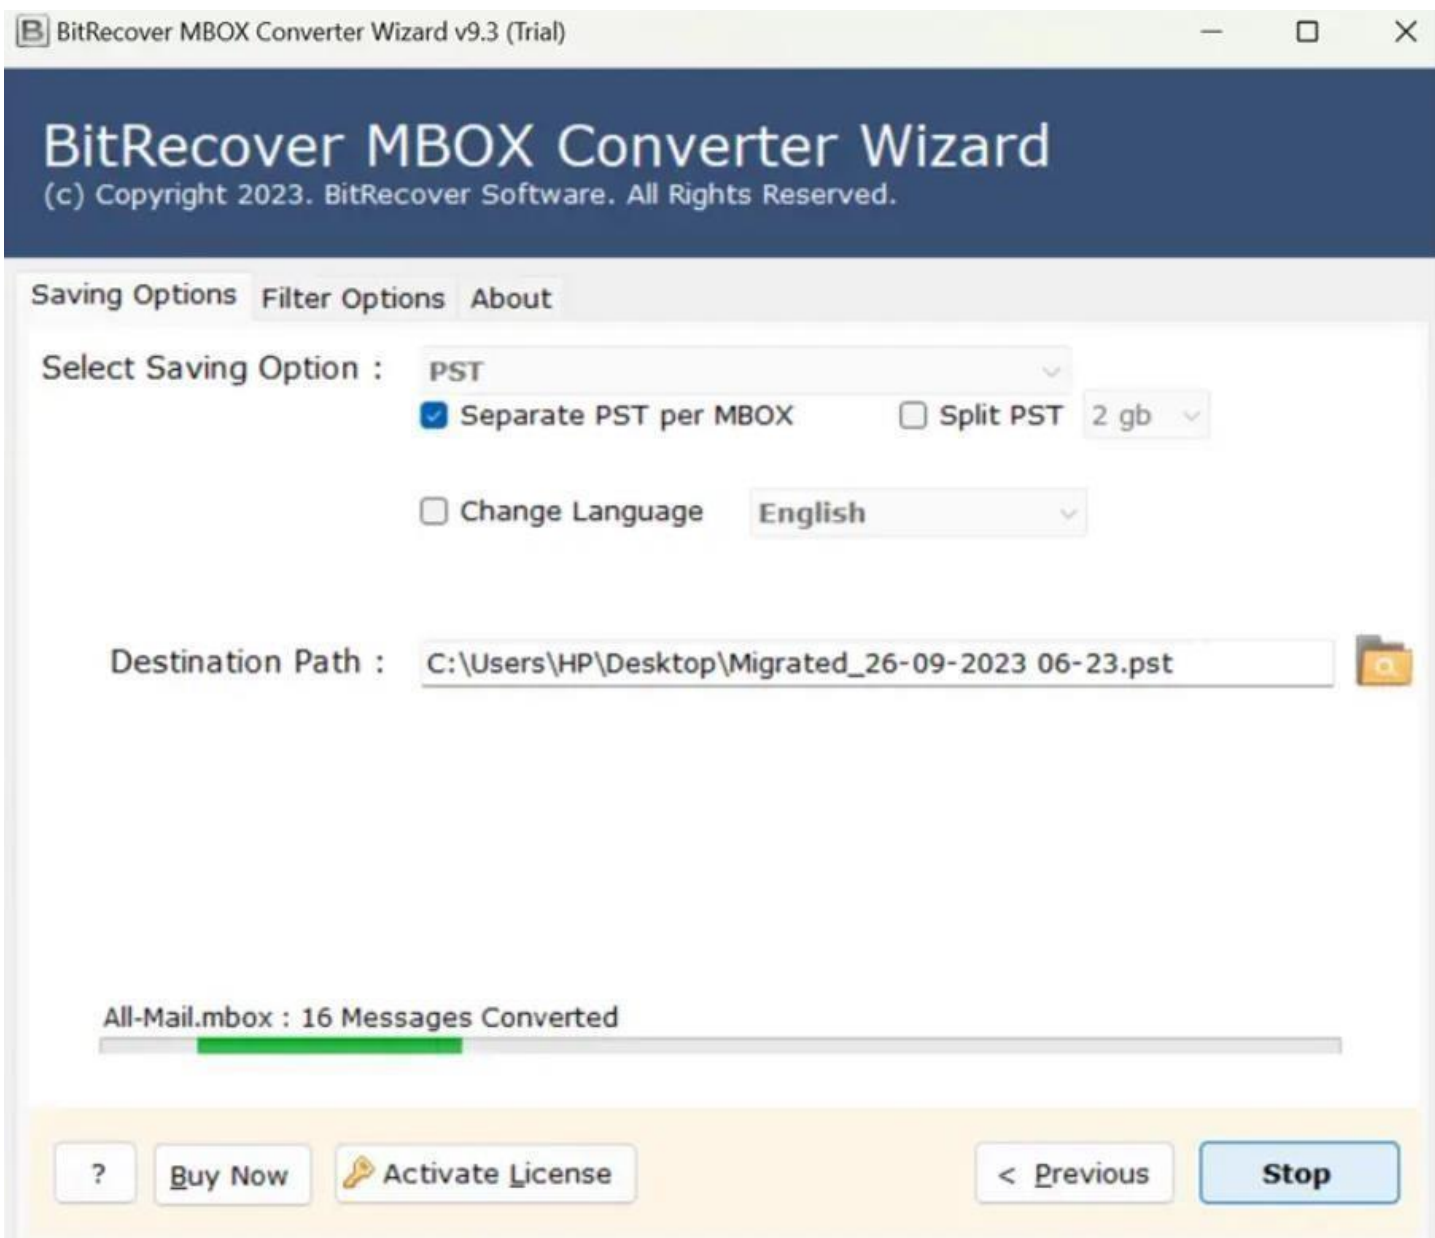 BitRecover MBOX Converter Wizard v9.3 (Trial)
BitRecover MBOX Converter Wizard
(c) Copyright 2023. BitRecover Software. All Rights Reserved.
Saving Options Filter Options About
Select Saving Option : PST
Separate PST per MBOX Split PST 2 gb
Change Language English
Destination Path : C:\Users\HP\Desktop\Migrated_26-09-2023 06-23.pst
All-Mail.mbox : 16 Messages Converted
? Buy Now Activate License < Previous Stop